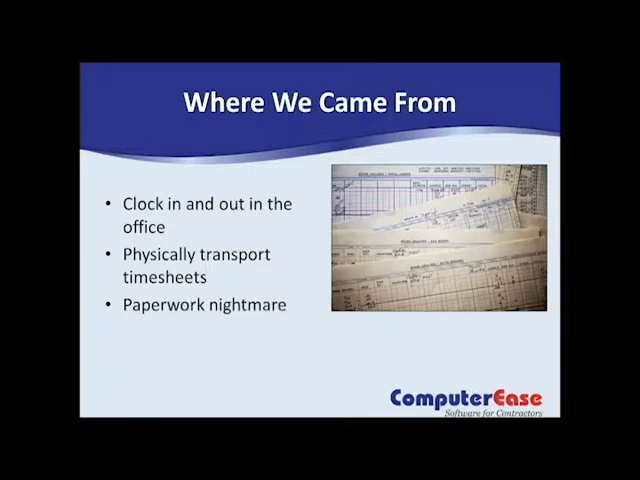 Where We Came From
• Clock in and out in the
office
• Physically transport
timesheets
• Paperwork nightmare
ComputerEase
Software for Contractors